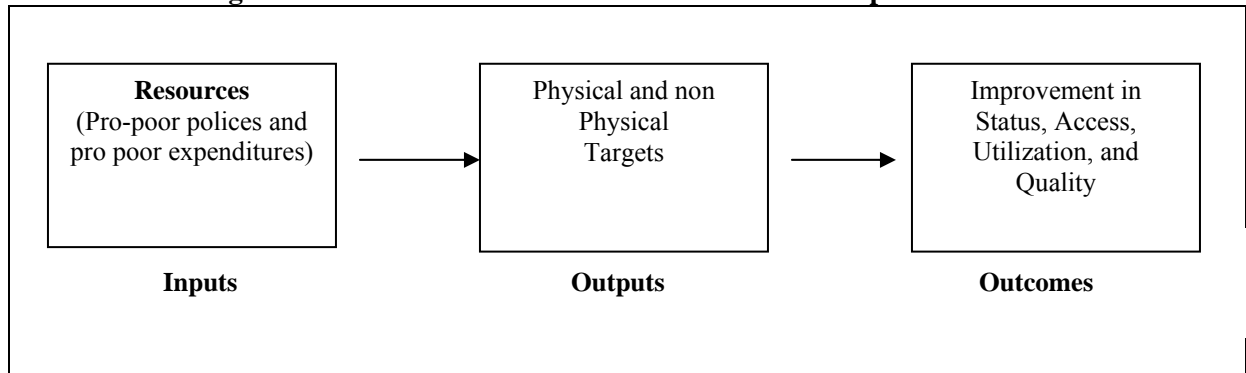 Resources
(Pro-poor polices and
pro poor expenditures)
Physical and non
Physical
Targets
Improvement in
Status, Access,
Utilization, and
Quality
Inputs
Outputs
Outcomes